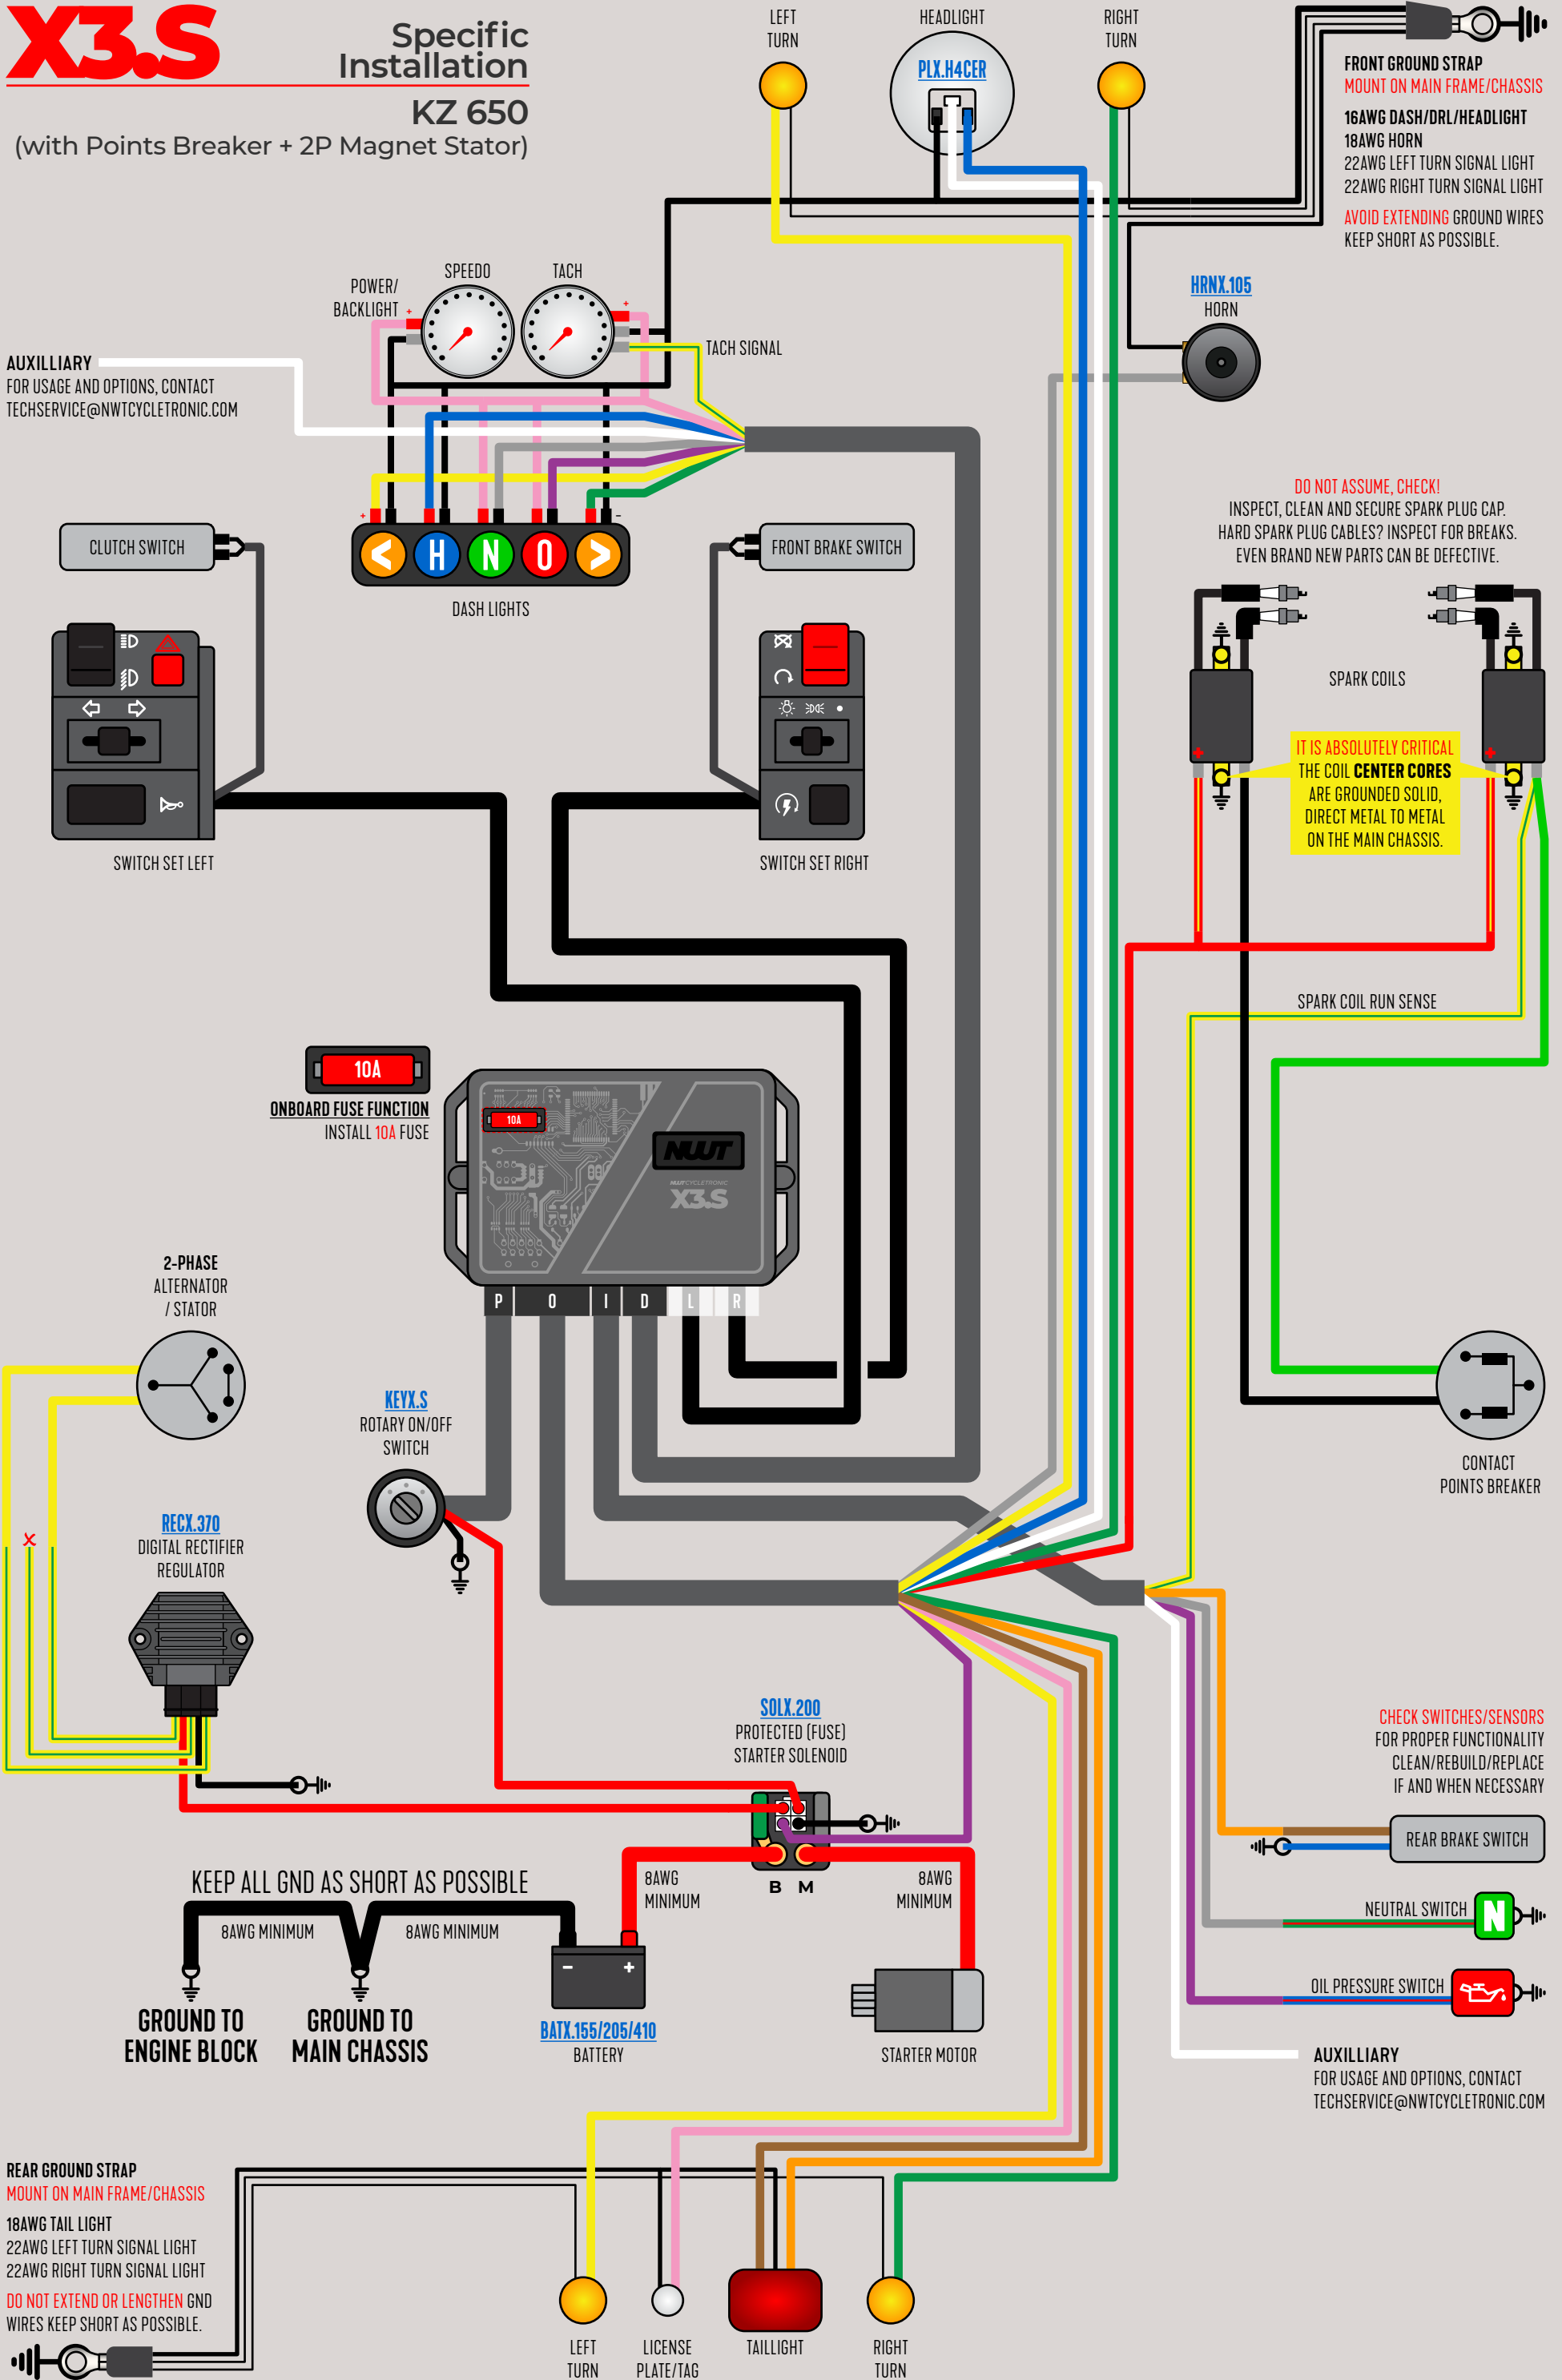 X3.S
Specific
Installation
KZ 650
(with Points Breaker + 2P Magnet Stator)
LEFT
TURN
HEADLIGHT
PLX.H4CER
RIGHT
TURN
FRONT GROUND STRAP
MOUNT ON MAIN FRAME/CHASSIS
16AWG DASH/DRL/HEADLIGHT
18AWG HORN
22AWG LEFT TURN SIGNAL LIGHT
22AWG RIGHT TURN SIGNAL LIGHT
AVOID EXTENDING GROUND WIRES
KEEP SHORT AS POSSIBLE.
HRNX.105
HORN
POWER/
BACKLIGHT
SPEEDO
TACH
+
+
TACH SIGNAL
AUXILLIARY
FOR USAGE AND OPTIONS, CONTACT
TECHSERVICE@NWTCYCLETRONIC.COM
+
-
< H N O >
DASH LIGHTS
CLUTCH SWITCH
FRONT BRAKE SWITCH
SWITCH SET LEFT
SWITCH SET RIGHT
DO NOT ASSUME, CHECK!
INSPECT, CLEAN AND SECURE SPARK PLUG CAP.
HARD SPARK PLUG CABLES? INSPECT FOR BREAKS.
EVEN BRAND NEW PARTS CAN BE DEFECTIVE.
SPARK COILS
+
+
IT IS ABSOLUTELY CRITICAL
THE COIL CENTER CORES
ARE GROUNDED SOLID,
DIRECT METAL TO METAL
ON THE MAIN CHASSIS.
SPARK COIL RUN SENSE
10A
ONBOARD FUSE FUNCTION
INSTALL 10A FUSE
10A
NWT
NWT CYCLETRONIC
X3.S
P O I D L R
2-PHASE
ALTERNATOR
/ STATOR
KEYX.S
ROTARY ON/OFF
SWITCH
CONTACT
POINTS BREAKER
X
RECX.370
DIGITAL RECTIFIER
REGULATOR
SOLX.200
PROTECTED (FUSE)
STARTER SOLENOID
B M
8AWG
MINIMUM
8AWG
MINIMUM
KEEP ALL GND AS SHORT AS POSSIBLE
8AWG MINIMUM
8AWG MINIMUM
GROUND TO
ENGINE BLOCK
GROUND TO
MAIN CHASSIS
- +
BATX.155/205/410
BATTERY
STARTER MOTOR
CHECK SWITCHES/SENSORS
FOR PROPER FUNCTIONALITY
CLEAN/REBUILD/REPLACE
IF AND WHEN NECESSARY
REAR BRAKE SWITCH
NEUTRAL SWITCH
N
OIL PRESSURE SWITCH
AUXILLIARY
FOR USAGE AND OPTIONS, CONTACT
TECHSERVICE@NWTCYCLETRONIC.COM
REAR GROUND STRAP
MOUNT ON MAIN FRAME/CHASSIS
18AWG TAIL LIGHT
22AWG LEFT TURN SIGNAL LIGHT
22AWG RIGHT TURN SIGNAL LIGHT
DO NOT EXTEND OR LENGTHEN GND
WIRES KEEP SHORT AS POSSIBLE.
LEFT
TURN
LICENSE
PLATE/TAG
TAILLIGHT
RIGHT
TURN